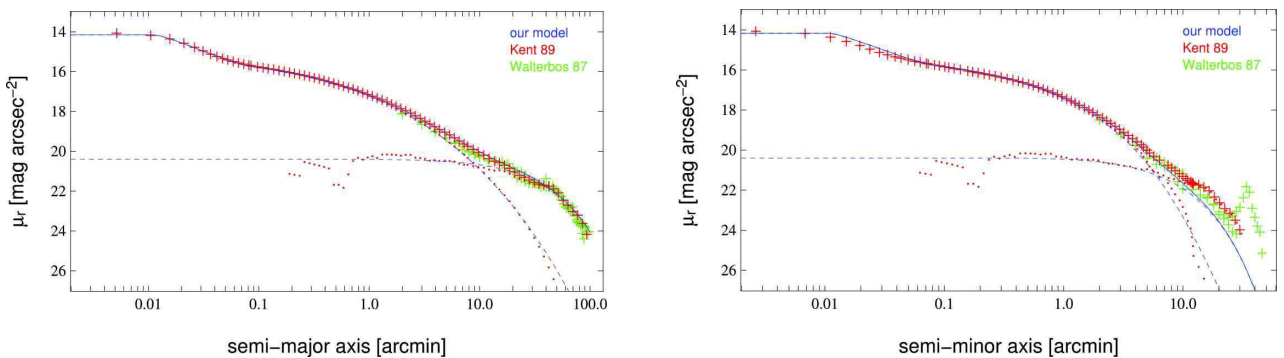 14
16
18
20
22
24
26
μr [mag arcsec−2]
our model
Kent 89
Walterbos 87
0.01
0.1
1.0
10.0
100.0
semi−major axis [arcmin]
14
16
18
20
22
24
26
μr [mag arcsec−2]
our model
Kent 89
Walterbos 87
0.01
0.1
1.0
10.0
semi−minor axis [arcmin]